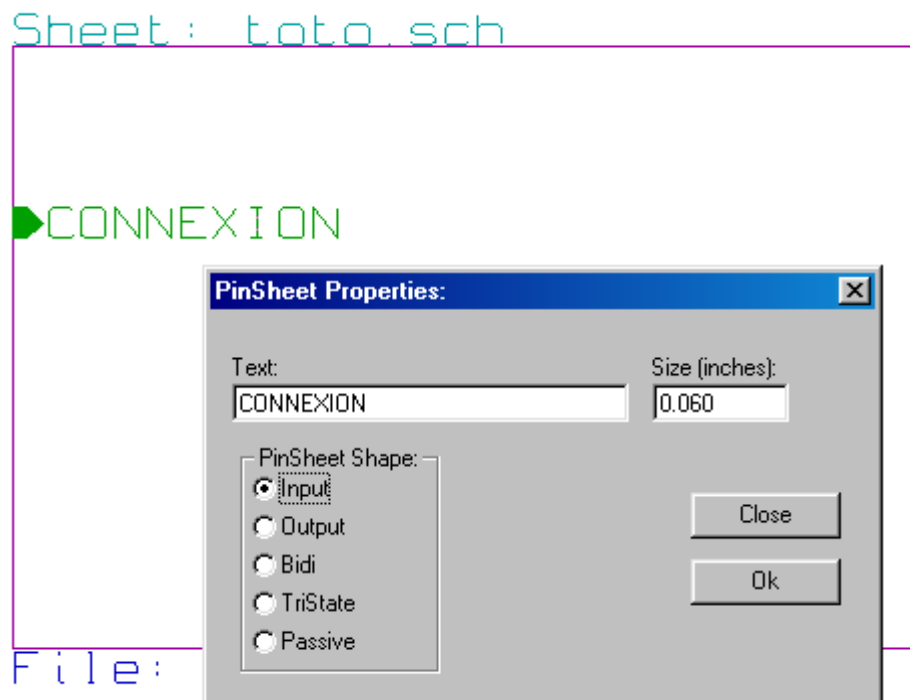 Sheet: toto.sch
CONNEXION
PinSheet Properties:
Text:
Size (inches):
CONNEXION
0.060
PinSheet Shape:
Input
Output
Bidi
TriState
Passive
Close
Ok
File: